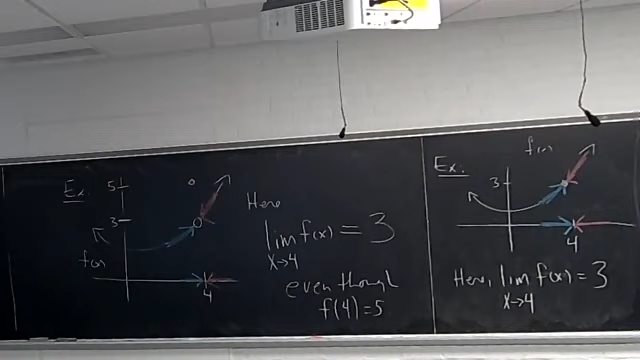 Ex.
5
3
f(x)
4
Here
lim f(x) = 3
x→4
even though
f(4)=5
Ex.
f(x)
3
4
Here, lim f(x) = 3
x→4